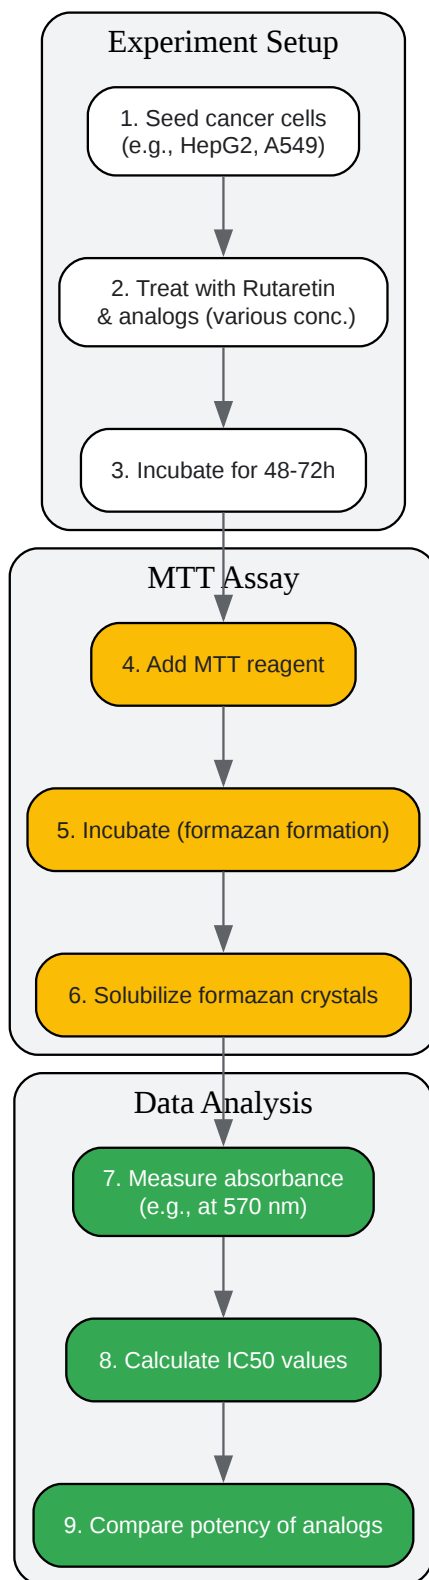 Experiment Setup
1. Seed cancer cells
(e.g., HepG2, A549)
2. Treat with Rutaretin
& analogs (various conc.)
3. Incubate for 48-72h
MTT Assay
4. Add MTT reagent
5. Incubate (formazan formation)
6. Solubilize formazan crystals
Data Analysis
7. Measure absorbance
(e.g., at 570 nm)
8. Calculate IC50 values
9. Compare potency of analogs